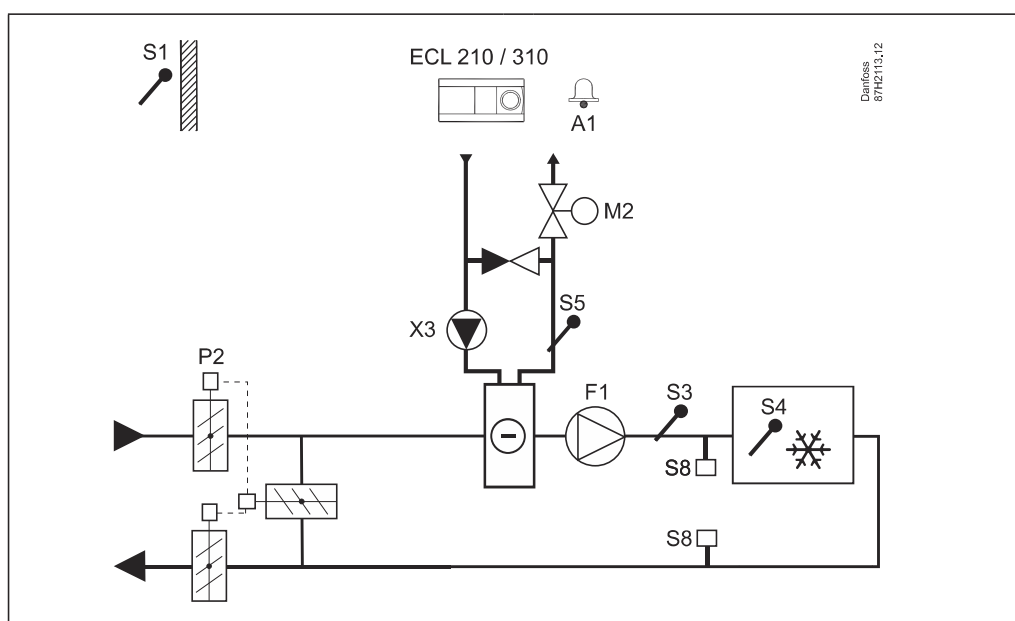 S1
ECL 210 / 310
A1
Danfoss
87H2113.12
M2
S5
X3
P2
F1
S3
S4
S8
S8